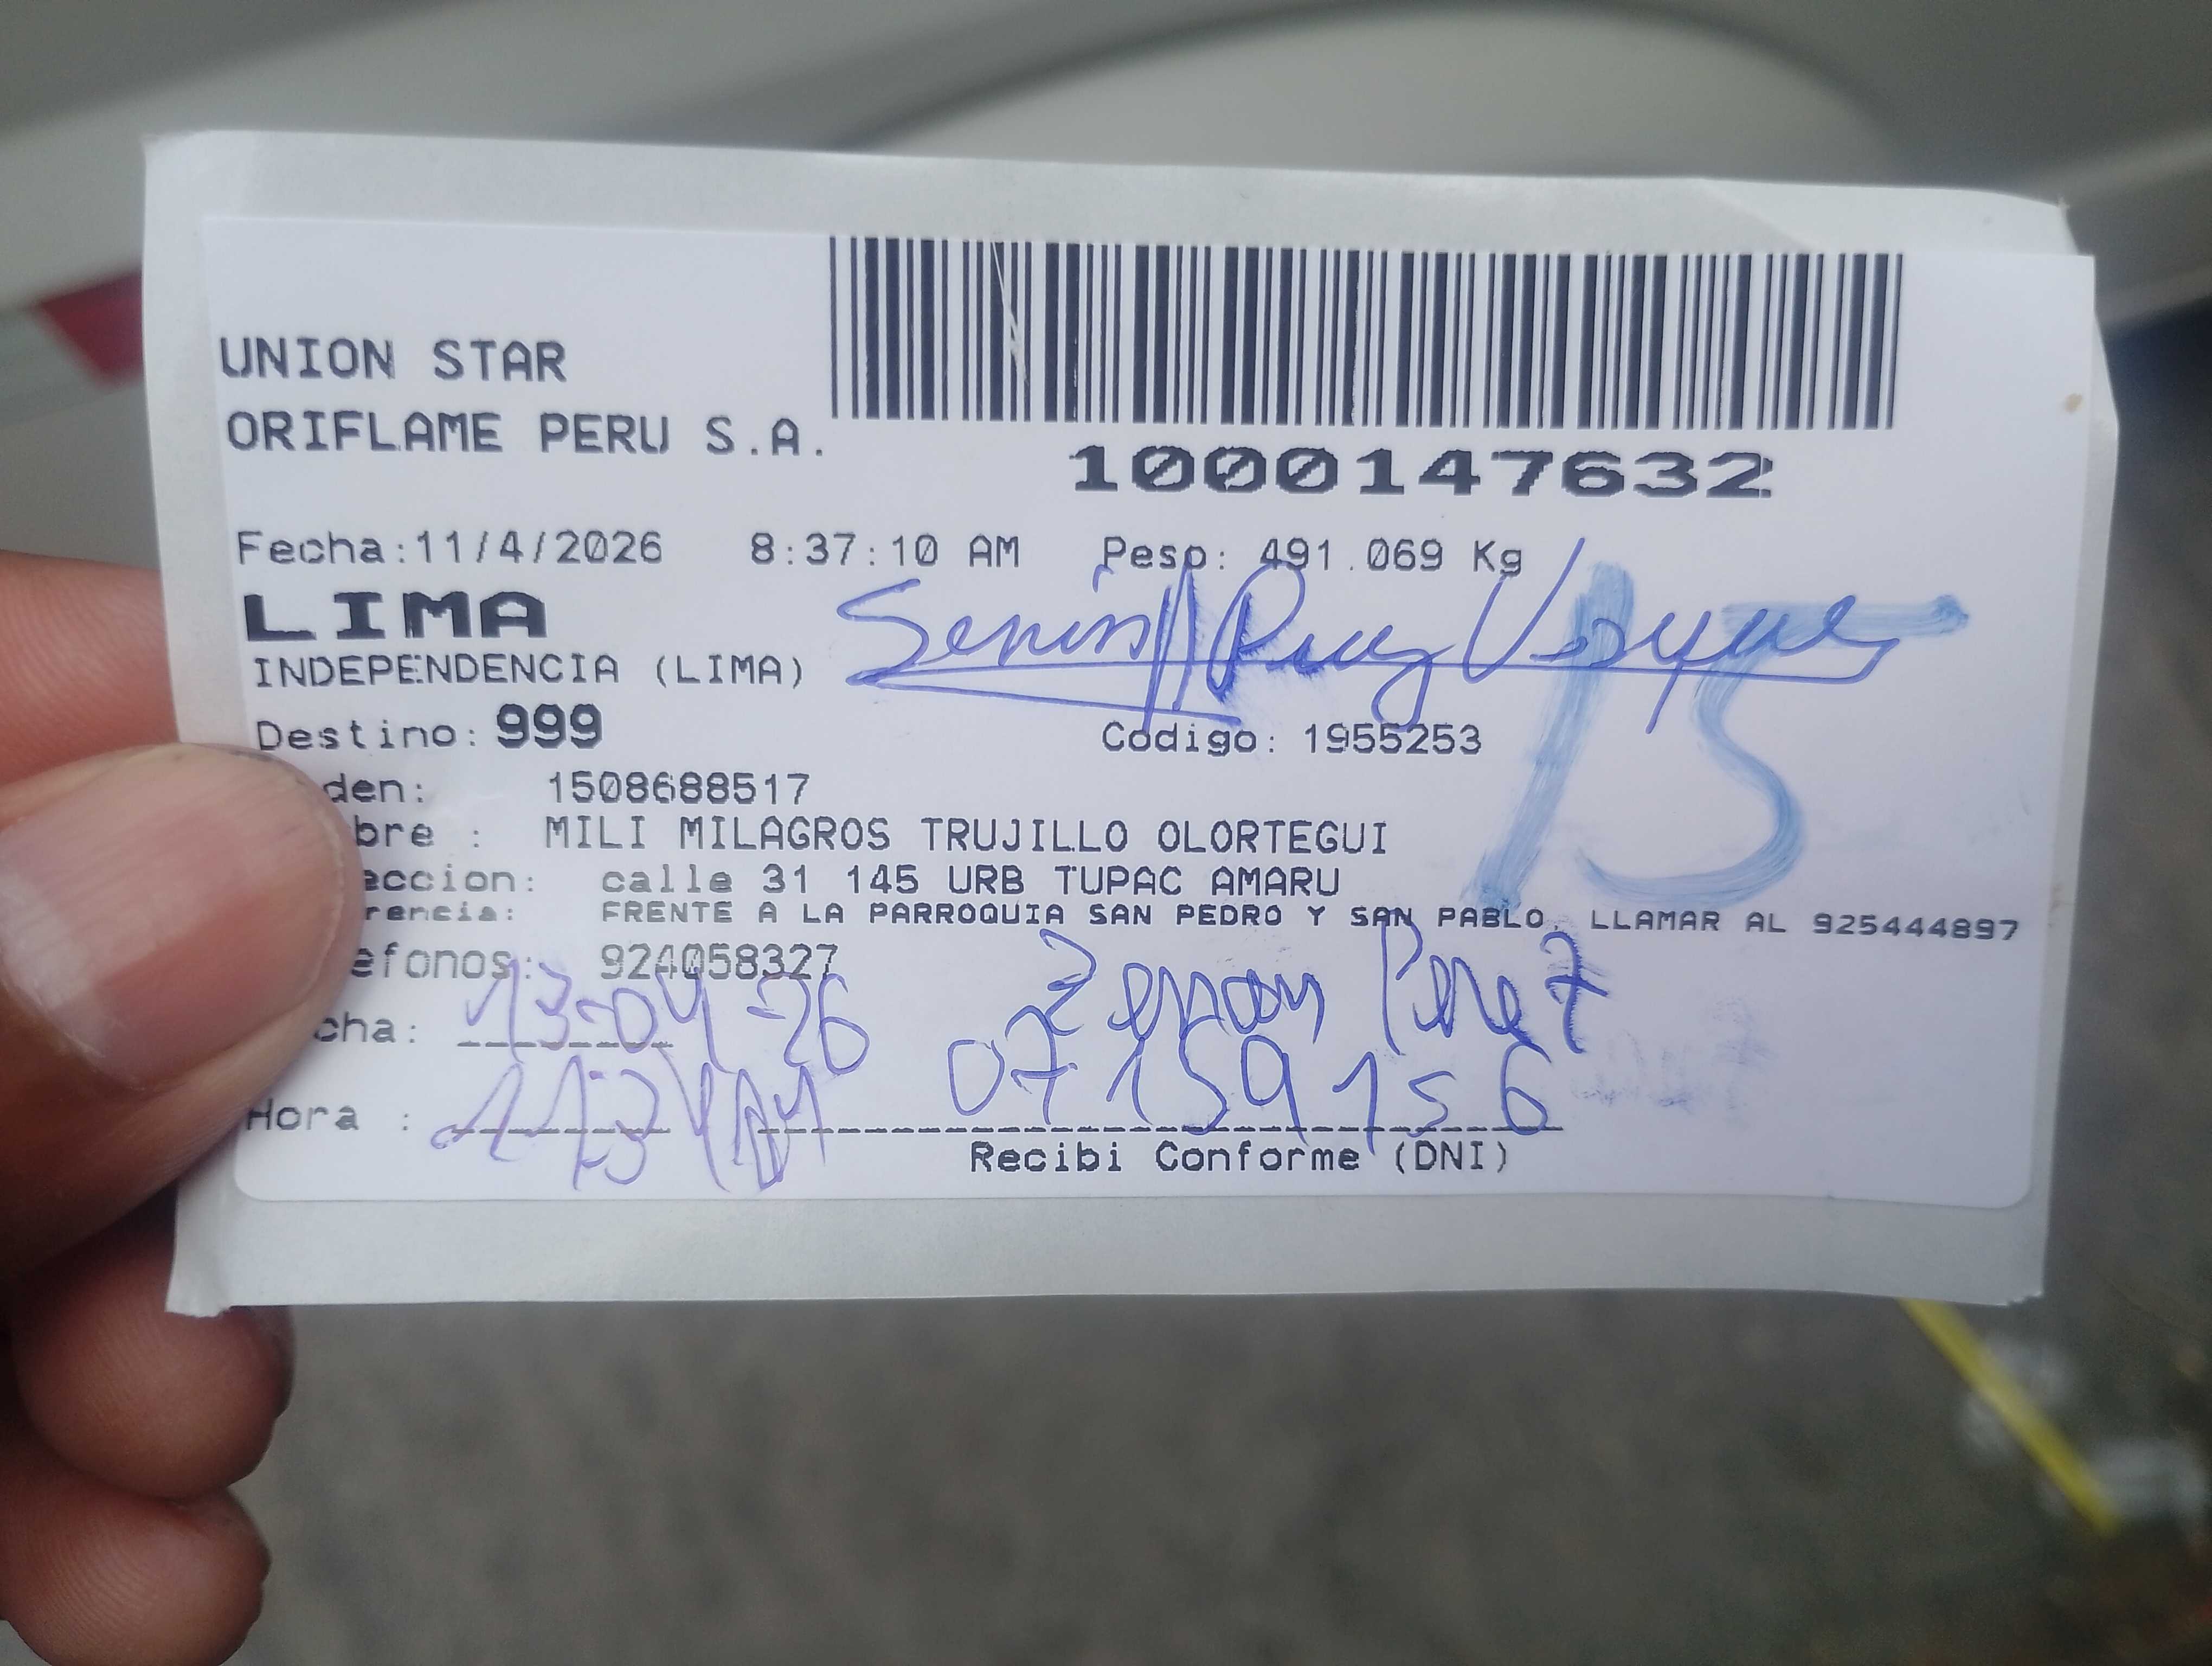 UNION STAR
ORIFLAME PERU S.A.
1000147632
Fecha:11/4/2026 8:37:10 AM Peso: 491.069 Kg
LIMA
INDEPENDENCIA (LIMA)
Destino: 999 Codigo: 1955253
15
den: 1508688517
bre : MILI MILAGROS TRUJILLO OLORTEGUI
eccion: calle 31 145 URB TUPAC AMARU
rencia: FRENTE A LA PARROQUIA SAN PEDRO Y SAN PABLO, LLAMAR AL 925444897
efonos: 924058327
cha: 13-04-26
07159156
Hora :
Recibi Conforme (DNI)